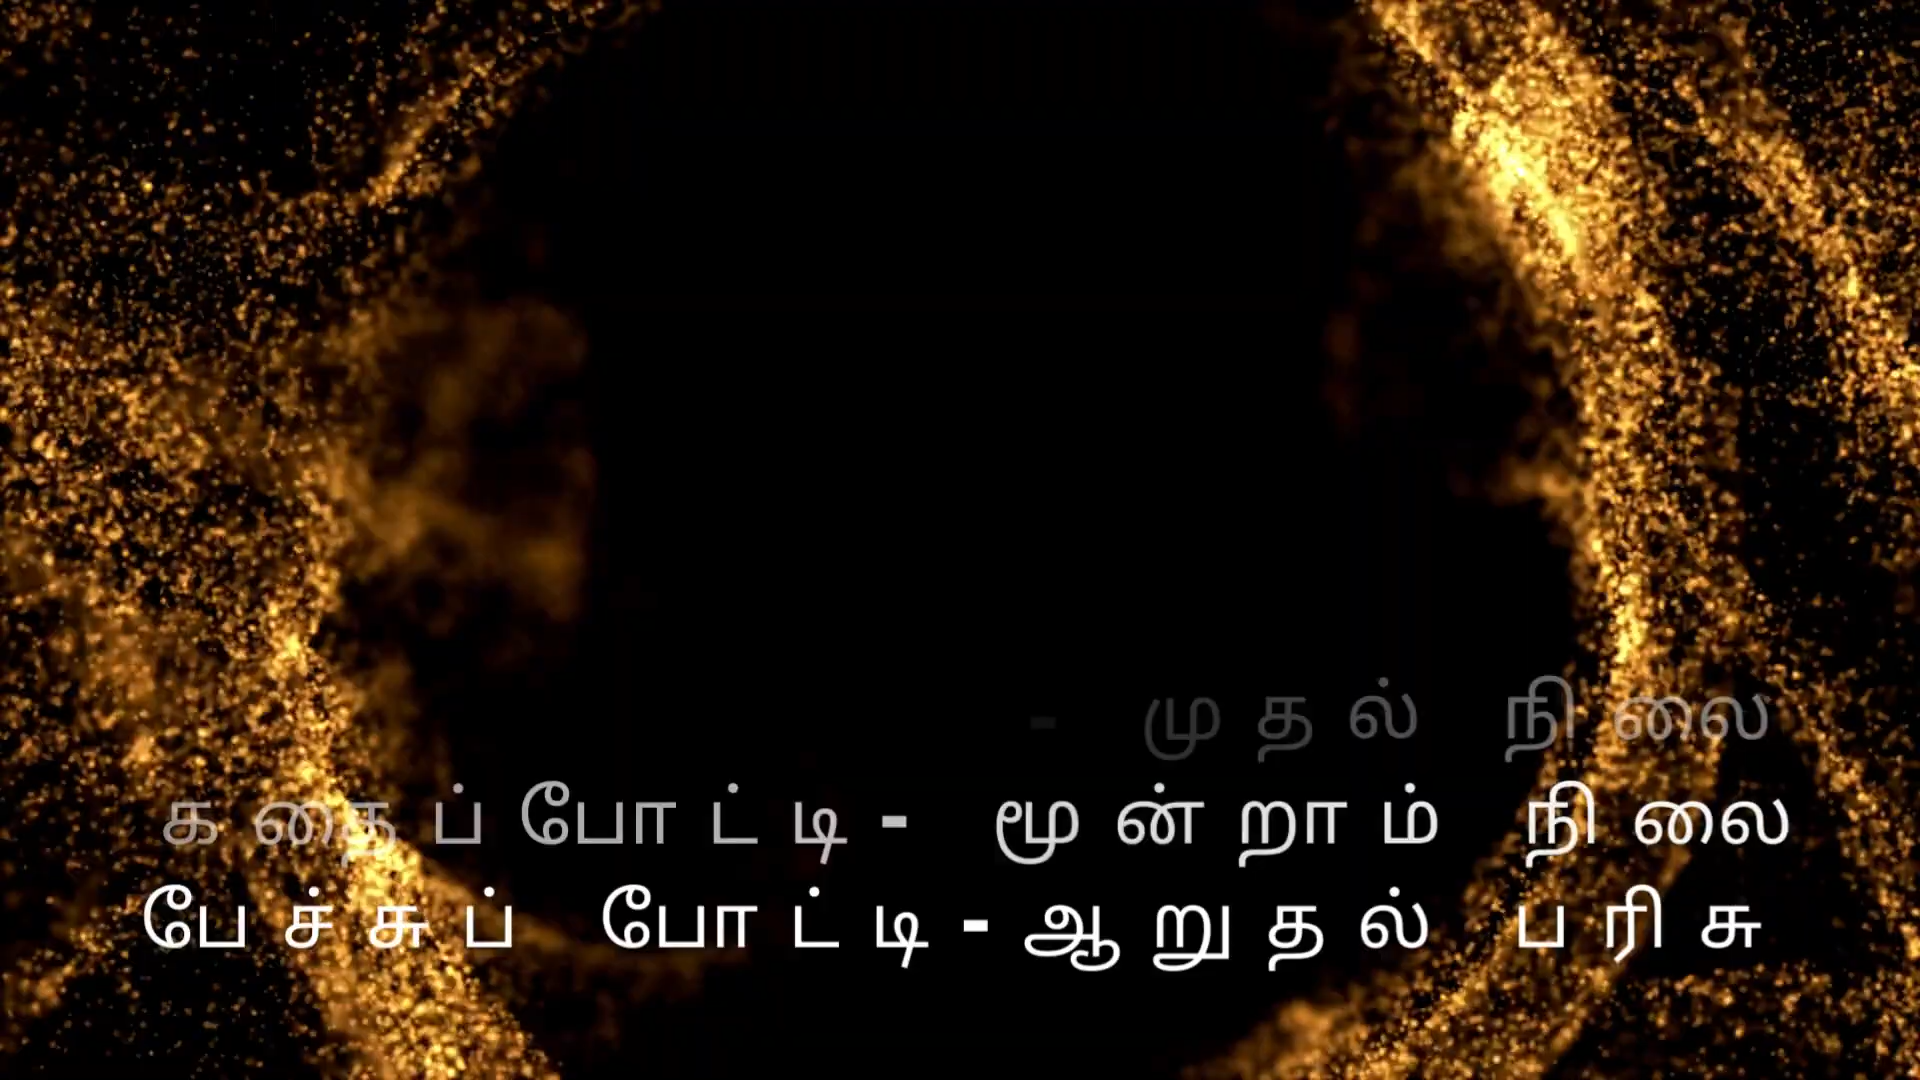 - முதல் நிலை
கதைப்போட்டி - மூன்றாம் நிலை
பேச்சுப் போட்டி - ஆறுதல் பரிசு